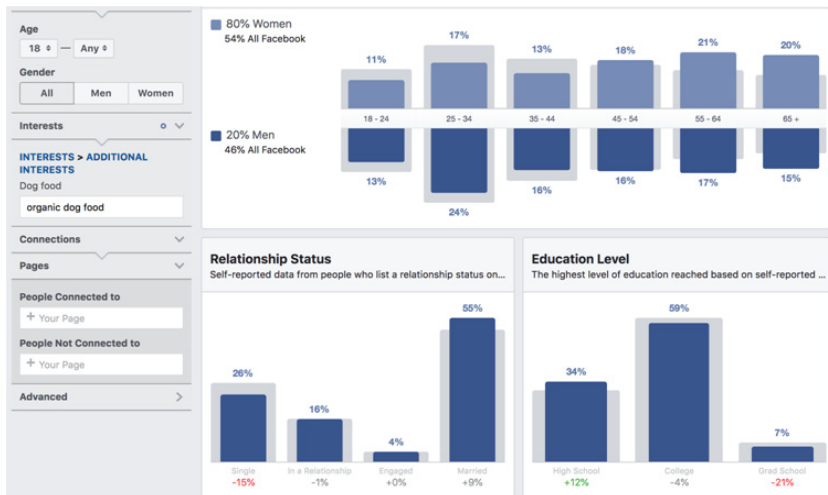 Age
18 — Any
Gender
All Men Women
Interests
INTERESTS > ADDITIONAL
INTERESTS
Dog food
organic dog food
Connections
Pages
People Connected to
+ Your Page
People Not Connected to
+ Your Page
Advanced
80% Women
54% All Facebook
11% 17% 13% 18% 21% 20%
18 - 24 25 - 34 35 - 44 45 - 54 55 - 64 65 +
20% Men
46% All Facebook
13% 24% 16% 16% 17% 15%
Relationship Status
Self-reported data from people who list a relationship status on...
26% 16% 4% 55%
Single In a Relationship Engaged Married
-15% -1% +0% +9%
Education Level
The highest level of education reached based on self-reported ...
34% 59% 7%
High School College Grad School
+12% -4% -21%